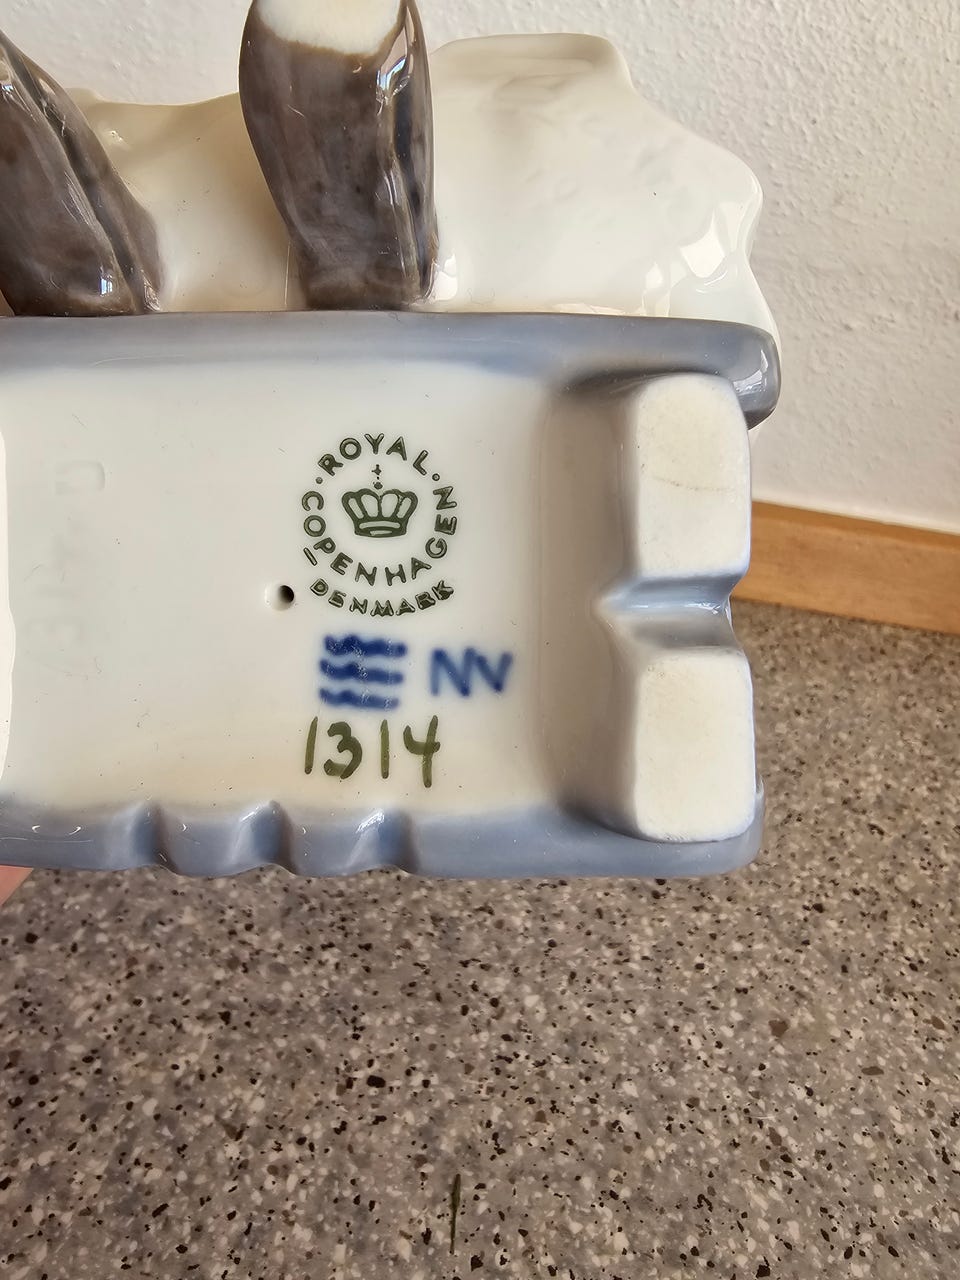 ROYAL
COPENHAGEN
DENMARK
NV
1314